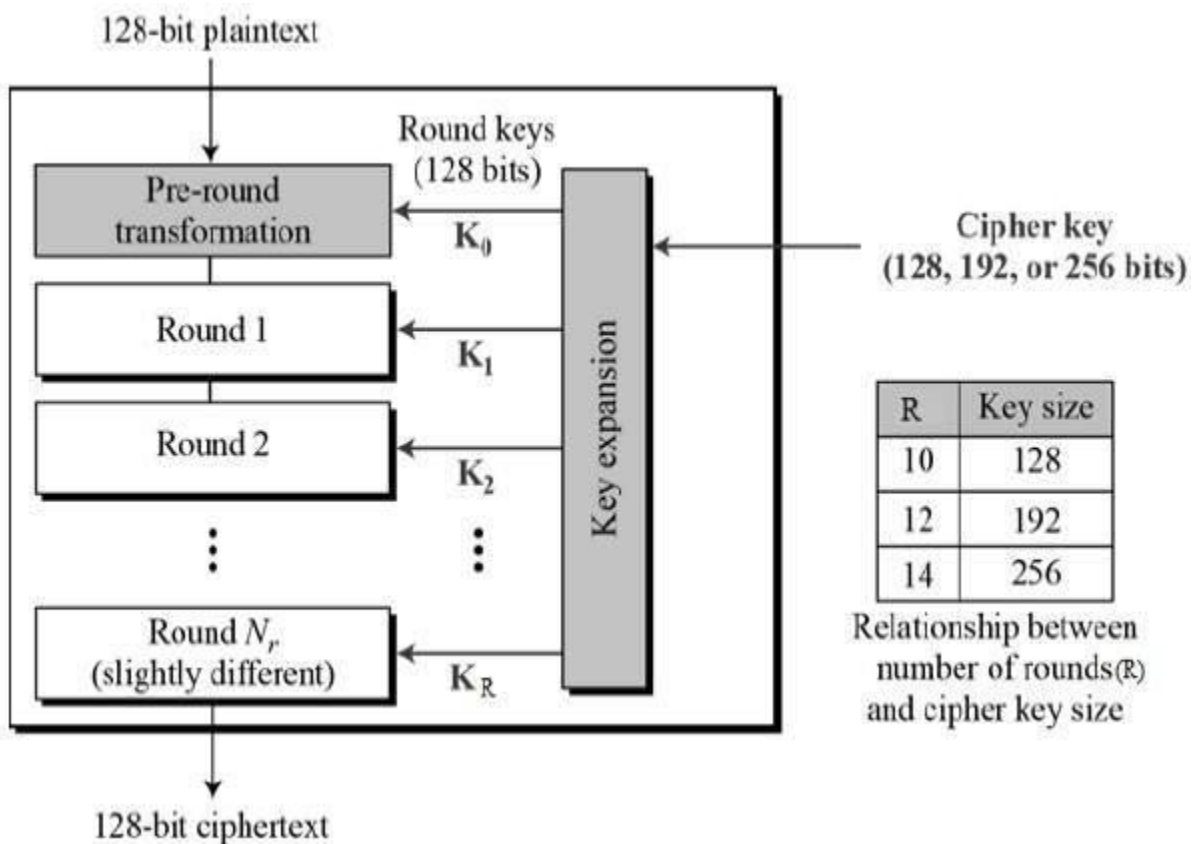 128-bit plaintext
Round keys
(128 bits)
Pre-round
transformation
K₀
Cipher key
(128, 192, or 256 bits)
Round 1
K₁
Round 2
K₂
Key expansion
R Key size
10 128
12 192
14 256
Round Nᵣ
(slightly different)
K_R
Relationship between
number of rounds(R)
and cipher key size
128-bit ciphertext